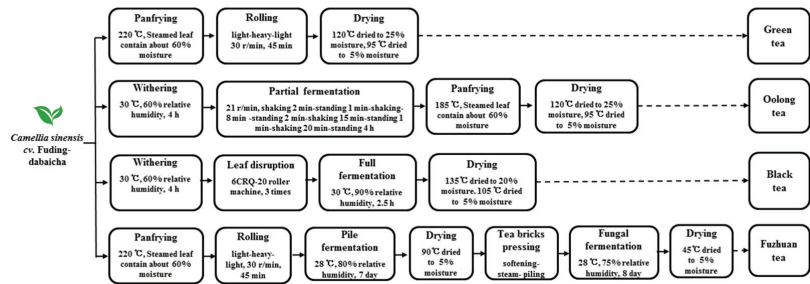 Panfrying
220 ℃, Steamed leaf
contain about 60%
moisture
Rolling
light-heavy-light
30 r/min, 45 min
Drying
120℃ dried to 25%
moisture, 95 ℃ dried
to 5% moisture
Green
tea
Withering
30 ℃, 60% relative
humidity, 4 h
Partial fermentation
21 r/min, shaking 2 min-standing 1 min-shaking-
8 min -standing 2 min-shaking 15 min-standing 1
min-shaking 20 min-standing 4 h
Panfrying
185 ℃, Steamed leaf
contain about 60%
moisture
Drying
120℃ dried to 25%
moisture, 95 ℃ dried
to 5% moisture
Oolong
tea
Camellia sinensis
cv. Fuding-
dabaicha
Withering
30 ℃, 60% relative
humidity, 4 h
Leaf disruption
6CRQ-20 roller
machine, 3 times
Full
fermentation
30 ℃, 90% relative
humidity, 2.5 h
Drying
135℃ dried to 20%
moisture. 105℃ dried
to 5% moisture
Black
tea
Panfrying
220 ℃, Steamed leaf
contain about 60%
moisture
Rolling
light-heavy-
light, 30 r/min,
45 min
Pile
fermentation
28 ℃, 80% relative
humidity, 7 day
Drying
90℃ dried
to 5%
moisture
Tea bricks
pressing
softening-
steam- piling
Fungal
fermentation
28 ℃, 75% relative
humidity, 8 day
Drying
45℃ dried
to 5%
moisture
Fuzhuan
tea